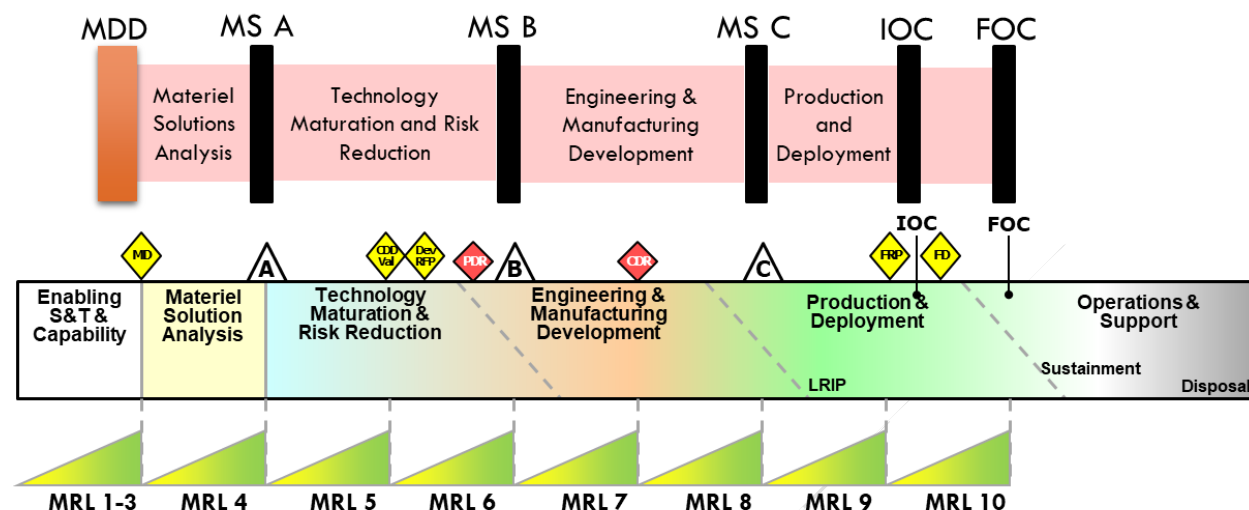 MDD
MS A
MS B
MS C
IOC
FOC
Materiel
Solutions
Analysis
Technology
Maturation and Risk
Reduction
Engineering &
Manufacturing
Development
Production
and
Deployment
MD
A
CDD
Val
Dev
RFP
PDR
B
CDR
C
FRP
IOC
FD
FOC
Enabling
S&T &
Capability
Materiel
Solution
Analysis
Technology
Maturation &
Risk Reduction
Engineering &
Manufacturing
Development
Production &
Deployment
LRIP
Operations &
Support
Sustainment
Disposal
MRL 1-3
MRL 4
MRL 5
MRL 6
MRL 7
MRL 8
MRL 9
MRL 10